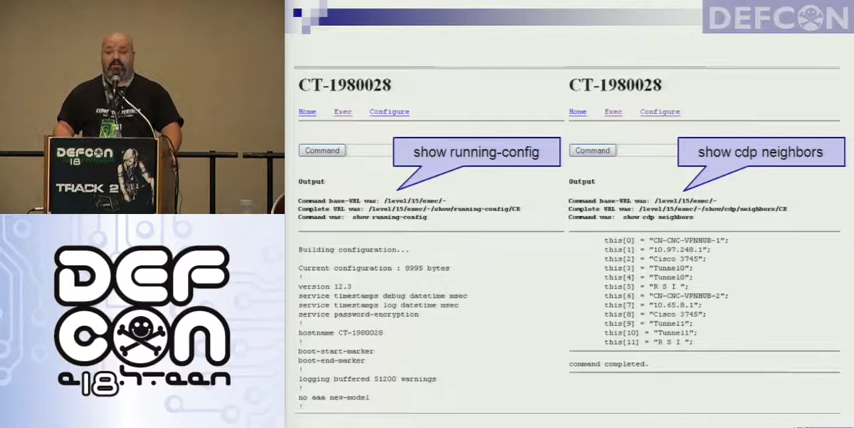 DEFCON
CT-1980028
Home Exec Configure
Command
show running-config
Output
Command base-URL was: /level/15/exec/-
Complete URL was: /level/15/exec/-/show/running-config/CR
Command was: show running-config
Building configuration...
Current configuration : 8995 bytes
!
version 12.3
service timestamps debug datetime msec
service timestamps log datetime msec
service password-encryption
!
hostname CT-1980028
!
boot-start-marker
boot-end-marker
!
logging buffered 51200 warnings
!
no aaa new-model
!
CT-1980028
Home Exec Configure
Command
show cdp neighbors
Output
Command base-URL was: /level/15/exec/-
Complete URL was: /level/15/exec/-/show/cdp/neighbors/CR
Command was: show cdp neighbors
this[0] = "CN-CNC-VPNHUB-1";
this[1] = "10.97.248.1";
this[2] = "Cisco 3745";
this[3] = "Tunnel0";
this[4] = "Tunnel0";
this[5] = "R S I ";
this[6] = "CN-CNC-VPNHUB-2";
this[7] = "10.65.8.1";
this[8] = "Cisco 3745";
this[9] = "Tunnel1";
this[10] = "Tunnel1";
this[11] = "R S I ";
command completed.
DEFCON
18
TRACK 2
DEF
CON
e18hteen